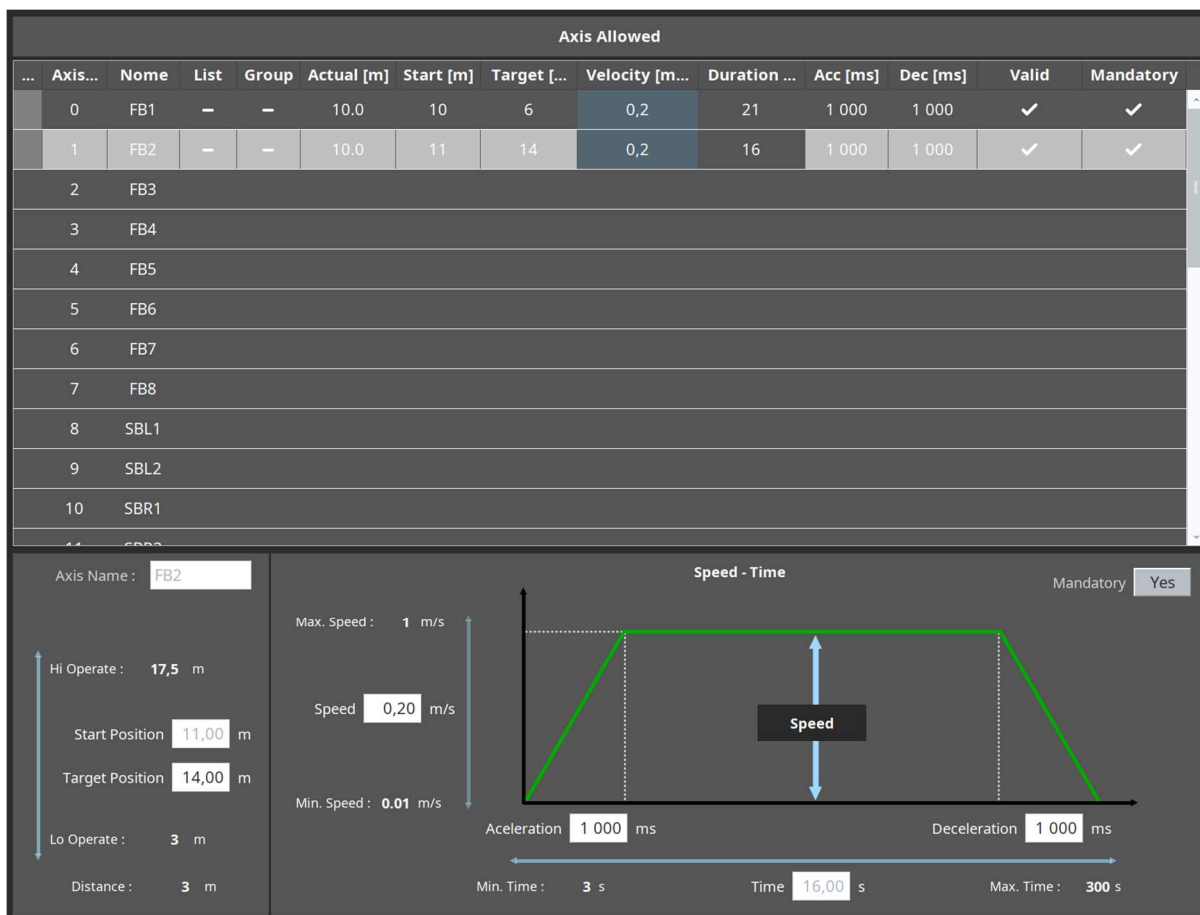 Axis Allowed
... Axis... Nome List Group Actual [m] Start [m] Target [... Velocity [m... Duration ... Acc [ms] Dec [ms] Valid Mandatory
0 FB1 – – 10.0 10 6 0,2 21 1 000 1 000 ✓ ✓
1 FB2 – – 10.0 11 14 0,2 16 1 000 1 000 ✓ ✓
2 FB3
3 FB4
4 FB5
5 FB6
6 FB7
7 FB8
8 SBL1
9 SBL2
10 SBR1
Axis Name : FB2
Hi Operate : 17,5 m
Start Position 11,00 m
Target Position 14,00 m
Lo Operate : 3 m
Distance : 3 m
Speed - Time
Mandatory Yes
Max. Speed : 1 m/s
Speed 0,20 m/s
Speed
Min. Speed : 0.01 m/s
Aceleration 1 000 ms
Deceleration 1 000 ms
Min. Time : 3 s
Time 16,00 s
Max. Time : 300 s